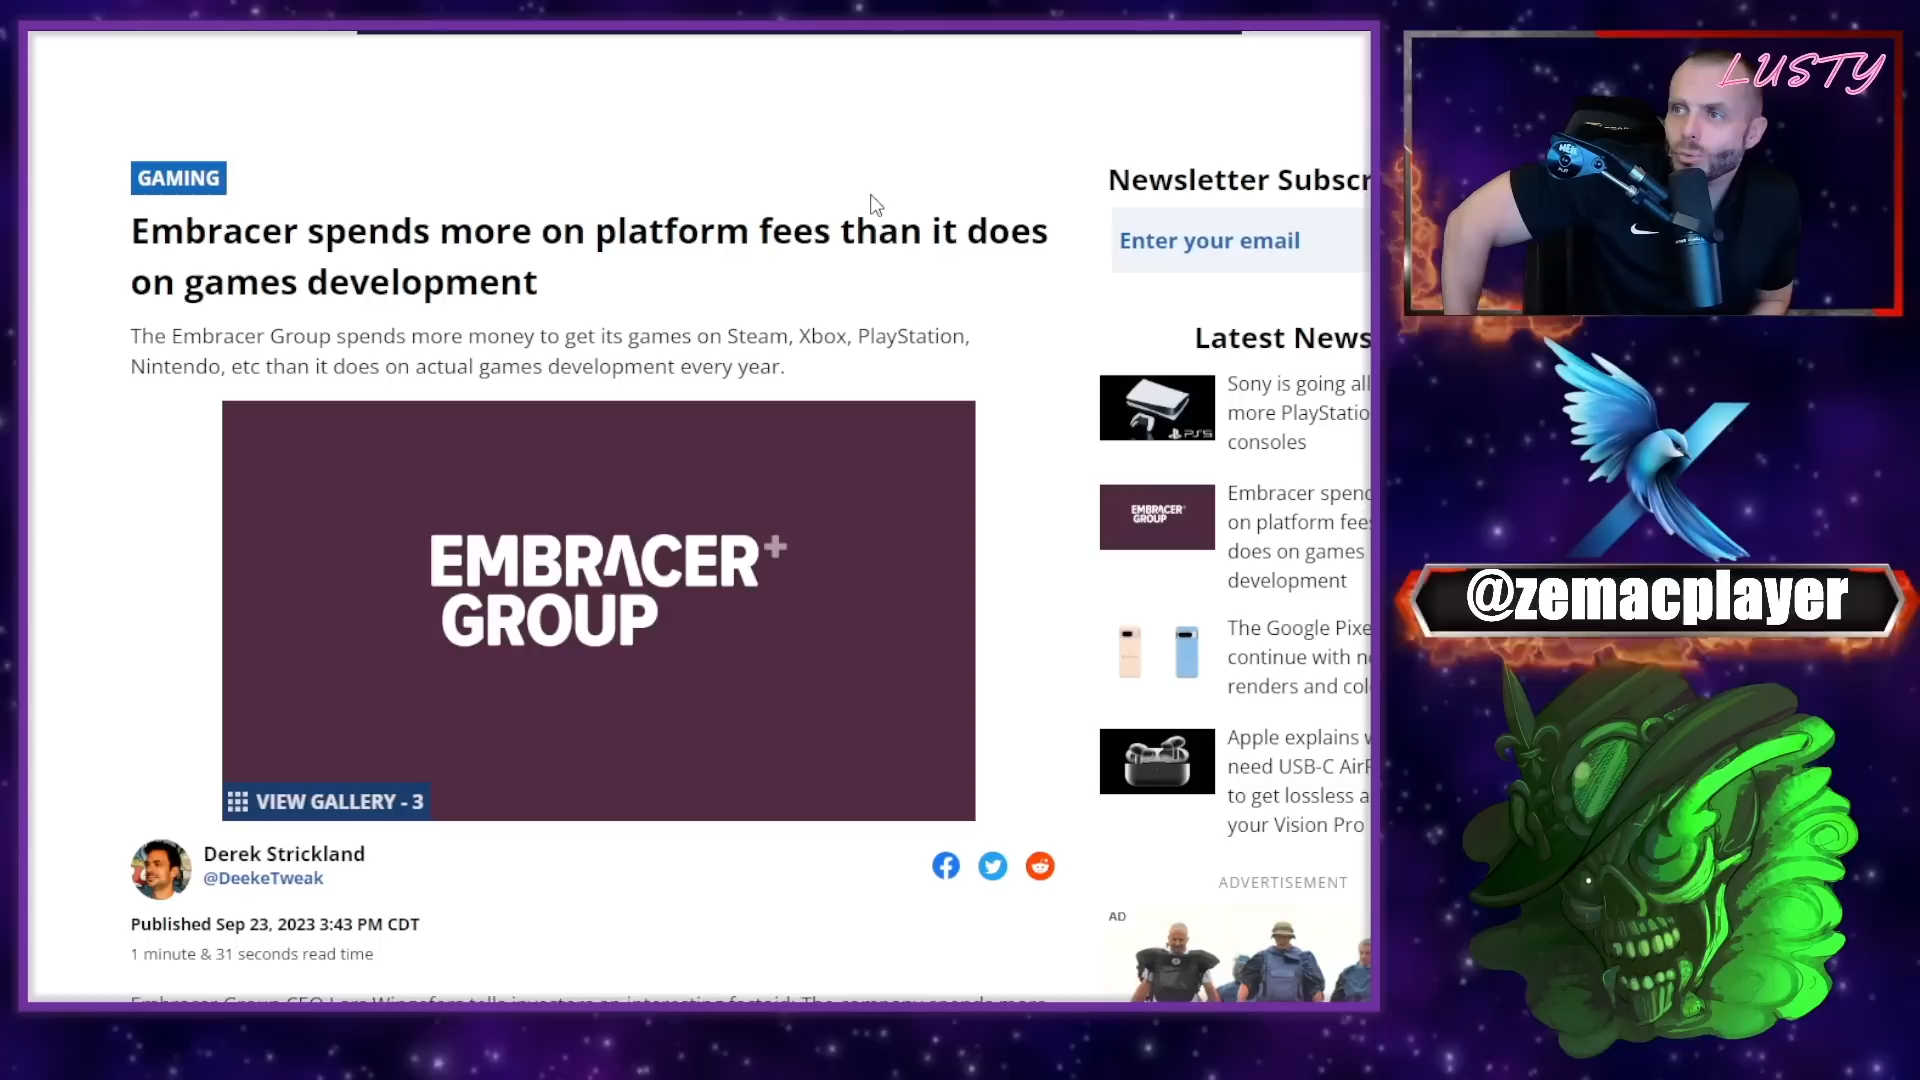 GAMING
Embracer spends more on platform fees than it does
on games development
The Embracer Group spends more money to get its games on Steam, Xbox, PlayStation,
Nintendo, etc than it does on actual games development every year.
EMBRACER+
GROUP
VIEW GALLERY - 3
Derek Strickland
@DeekeTweak
Published Sep 23, 2023 3:43 PM CDT
1 minute & 31 seconds read time
Newsletter Subscr
Enter your email
Latest News
PS5
Sony is going all
more PlayStatio
consoles
EMBRACER+
GROUP
Embracer spend
on platform fee
does on games
development
The Google Pixe
continue with n
renders and col
Apple explains
need USB-C Air
to get lossless a
your Vision Pro
ADVERTISEMENT
AD
LUSTY
@zemacplayer